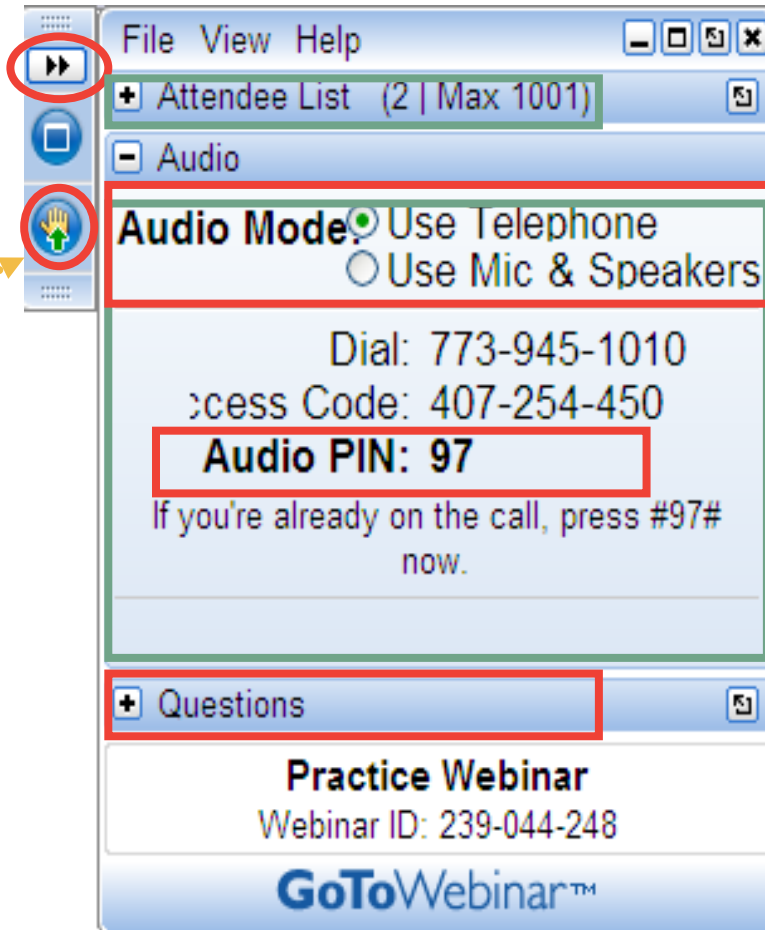 File View Help
Attendee List (2 | Max 1001)
Audio
Audio Mode: Use Telephone
Use Mic & Speakers
Dial: 773-945-1010
ccess Code: 407-254-450
Audio PIN: 97
If you're already on the call, press #97#
now.
Questions
Practice Webinar
Webinar ID: 239-044-248
GoToWebinar™